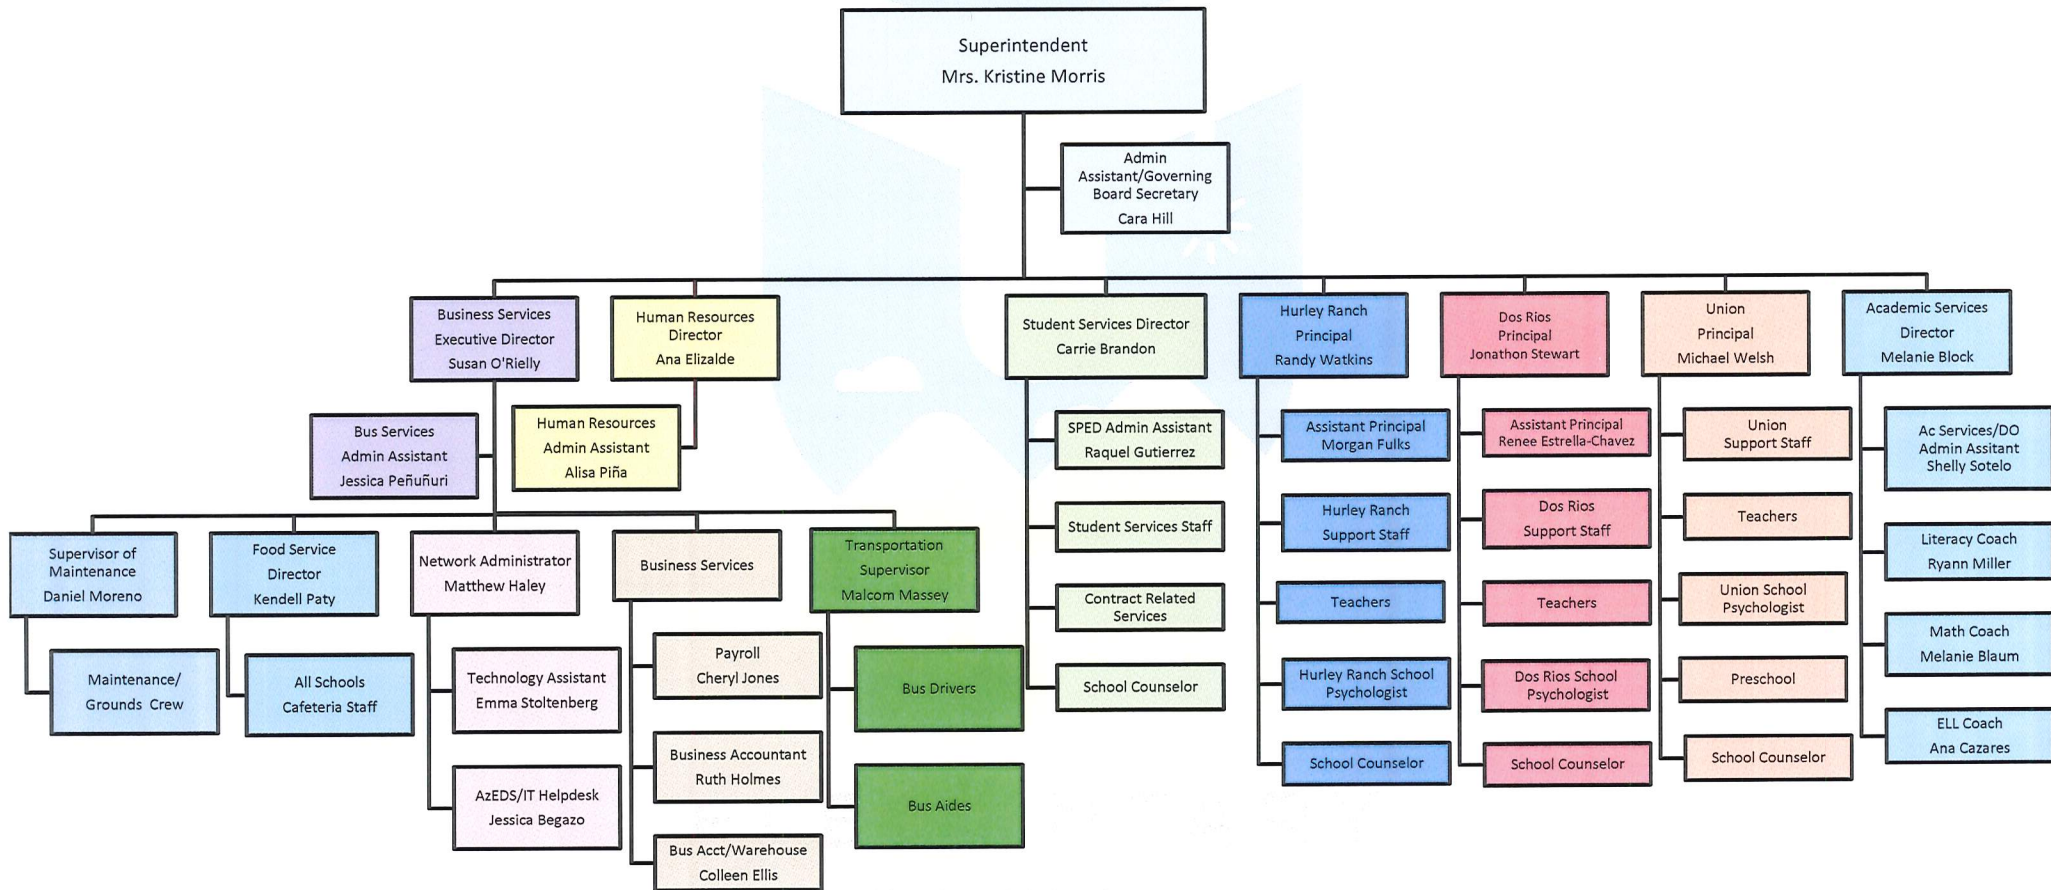 Superintendent
Mrs. Kristine Morris
Admin
Assistant/Governing
Board Secretary
Cara Hill
Business Services
Executive Director
Susan O'Rielly
Human Resources
Director
Ana Elizalde
Student Services Director
Carrie Brandon
Hurley Ranch
Principal
Randy Watkins
Dos Rios
Principal
Jonathon Stewart
Union
Principal
Michael Welsh
Academic Services
Director
Melanie Block
Bus Services
Admin Assistant
Jessica Peñuñuri
Human Resources
Admin Assistant
Alisa Piña
Supervisor of
Maintenance
Daniel Moreno
Food Service
Director
Kendell Paty
Network Administrator
Matthew Haley
Business Services
Transportation
Supervisor
Malcom Massey
Maintenance/
Grounds Crew
All Schools
Cafeteria Staff
Technology Assistant
Emma Stoltenberg
AzEDS/IT Helpdesk
Jessica Begazo
Payroll
Cheryl Jones
Business Accountant
Ruth Holmes
Bus Acct/Warehouse
Colleen Ellis
Bus Drivers
Bus Aides
SPED Admin Assistant
Raquel Gutierrez
Student Services Staff
Contract Related
Services
School Counselor
Assistant Principal
Morgan Fulks
Hurley Ranch
Support Staff
Teachers
Hurley Ranch School
Psychologist
School Counselor
Assistant Principal
Renee Estrella-Chavez
Dos Rios
Support Staff
Teachers
Dos Rios School
Psychologist
School Counselor
Union
Support Staff
Teachers
Union School
Psychologist
Preschool
School Counselor
Ac Services/DO
Admin Assitant
Shelly Sotelo
Literacy Coach
Ryann Miller
Math Coach
Melanie Blaum
ELL Coach
Ana Cazares